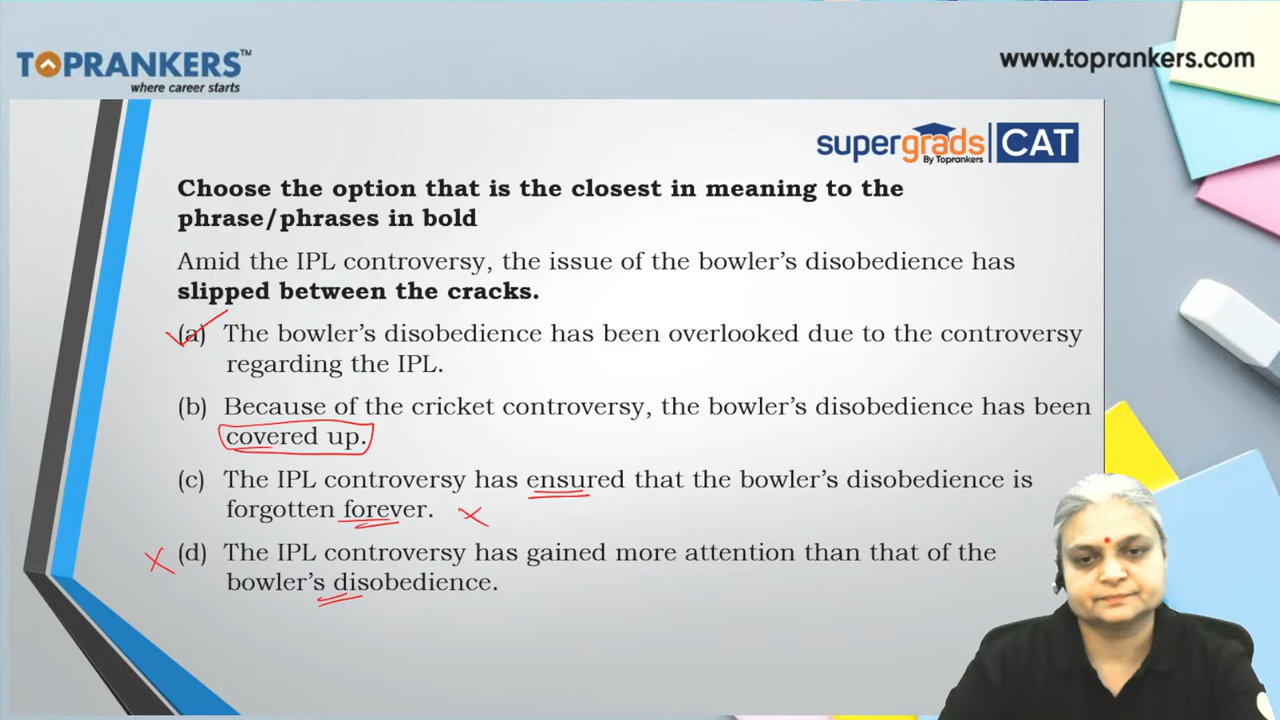 TOPRANKERS™
where career starts
www.toprankers.com
supergrads
By Toprankers
CAT
Choose the option that is the closest in meaning to the
phrase/phrases in bold
Amid the IPL controversy, the issue of the bowler's disobedience has
slipped between the cracks.
(a) The bowler's disobedience has been overlooked due to the controversy
regarding the IPL.
(b) Because of the cricket controversy, the bowler's disobedience has been
covered up.
(c) The IPL controversy has ensured that the bowler's disobedience is
forgotten forever.
(d) The IPL controversy has gained more attention than that of the
bowler's disobedience.